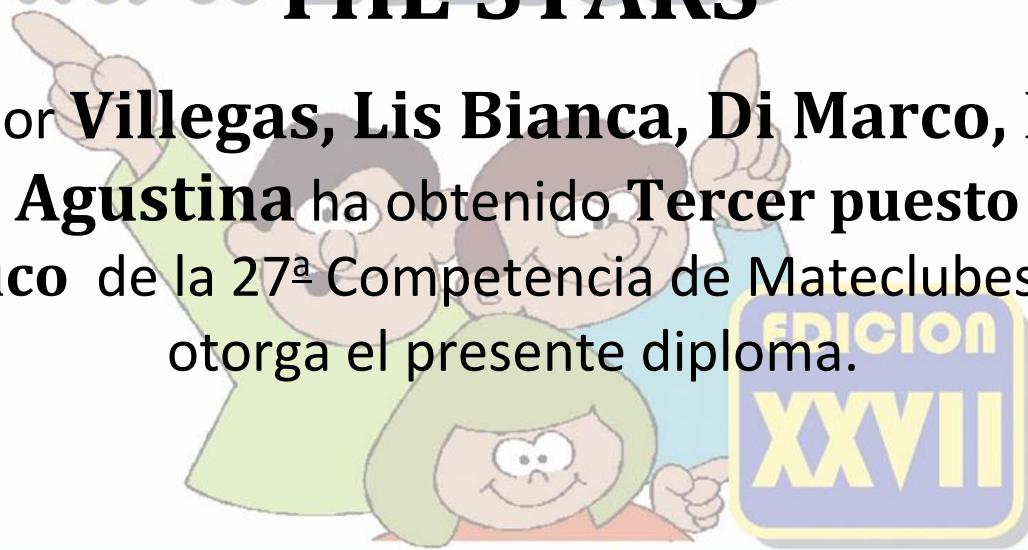 THE STARS
or Villegas, Lis Bianca, Di Marco,
Agustina ha obtenido Tercer puesto
de la 27ª Competencia de Mateclubes
otorga el presente diploma.
EDICION
XXVII